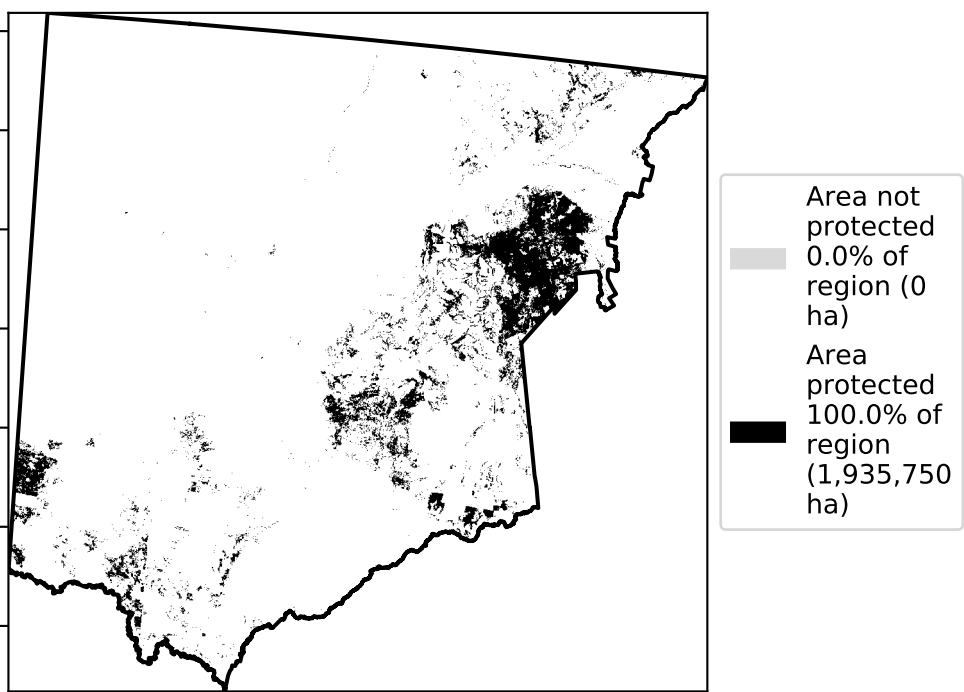 Area not
protected
0.0% of
region (0
ha)
Area
protected
100.0% of
region
(1,935,750
ha)